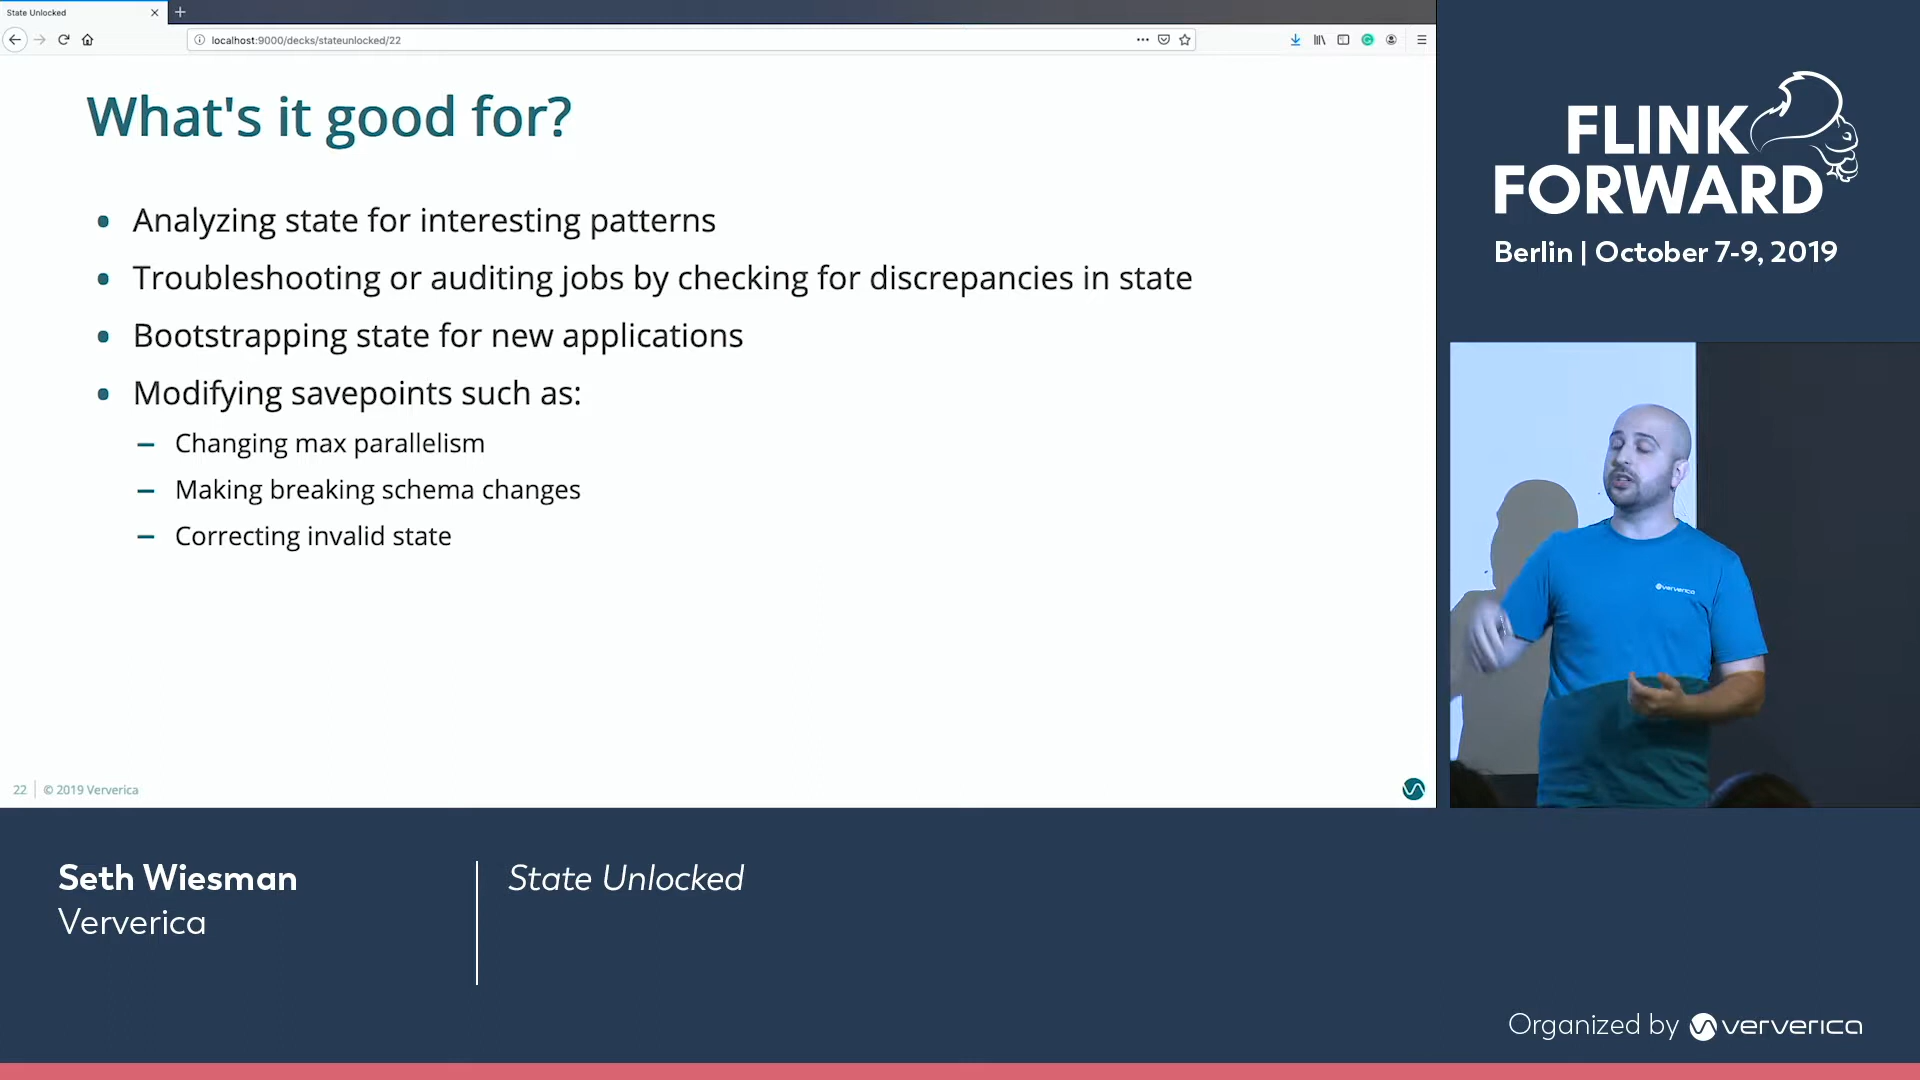 State Unlocked
localhost:9000/decks/stateunlocked/22
What's it good for?
• Analyzing state for interesting patterns
• Troubleshooting or auditing jobs by checking for discrepancies in state
• Bootstrapping state for new applications
• Modifying savepoints such as:
– Changing max parallelism
– Making breaking schema changes
– Correcting invalid state
22 | © 2019 Ververica
FLINK
FORWARD
Berlin | October 7-9, 2019
ververica
Seth Wiesman
Ververica
State Unlocked
Organized by ververica